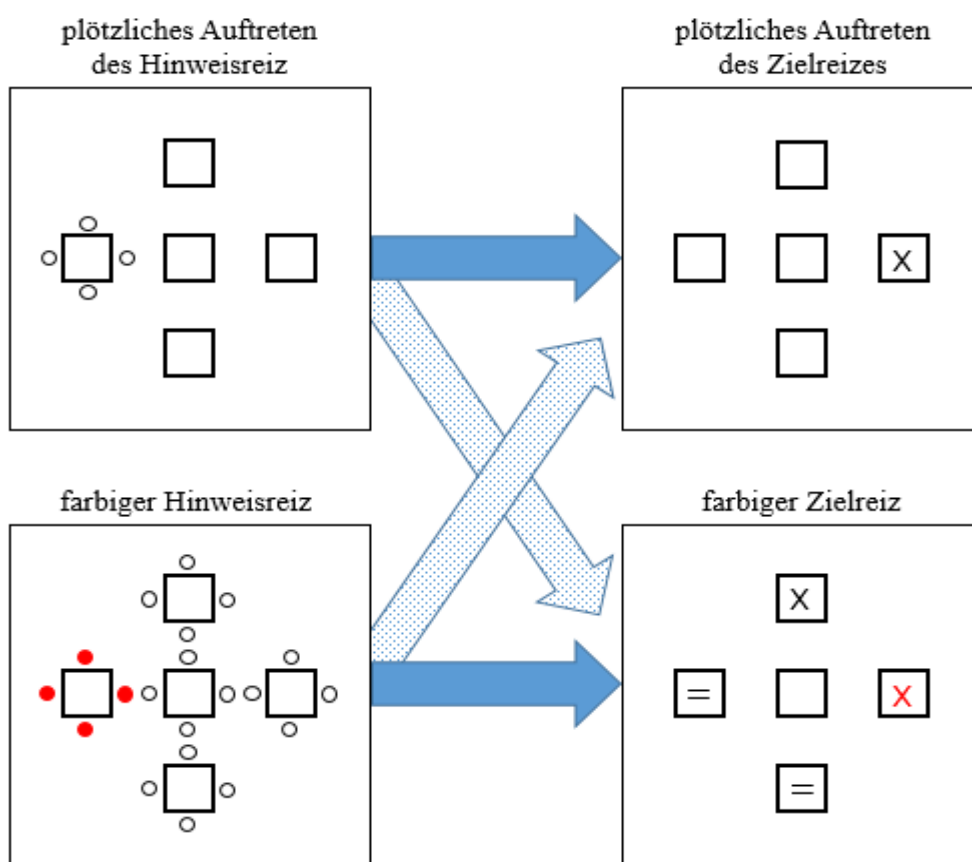 plötzliches Auftreten
des Hinweisreiz
plötzliches Auftreten
des Zielreizes
X
farbiger Hinweisreiz
farbiger Zielreiz
X
=
X
=